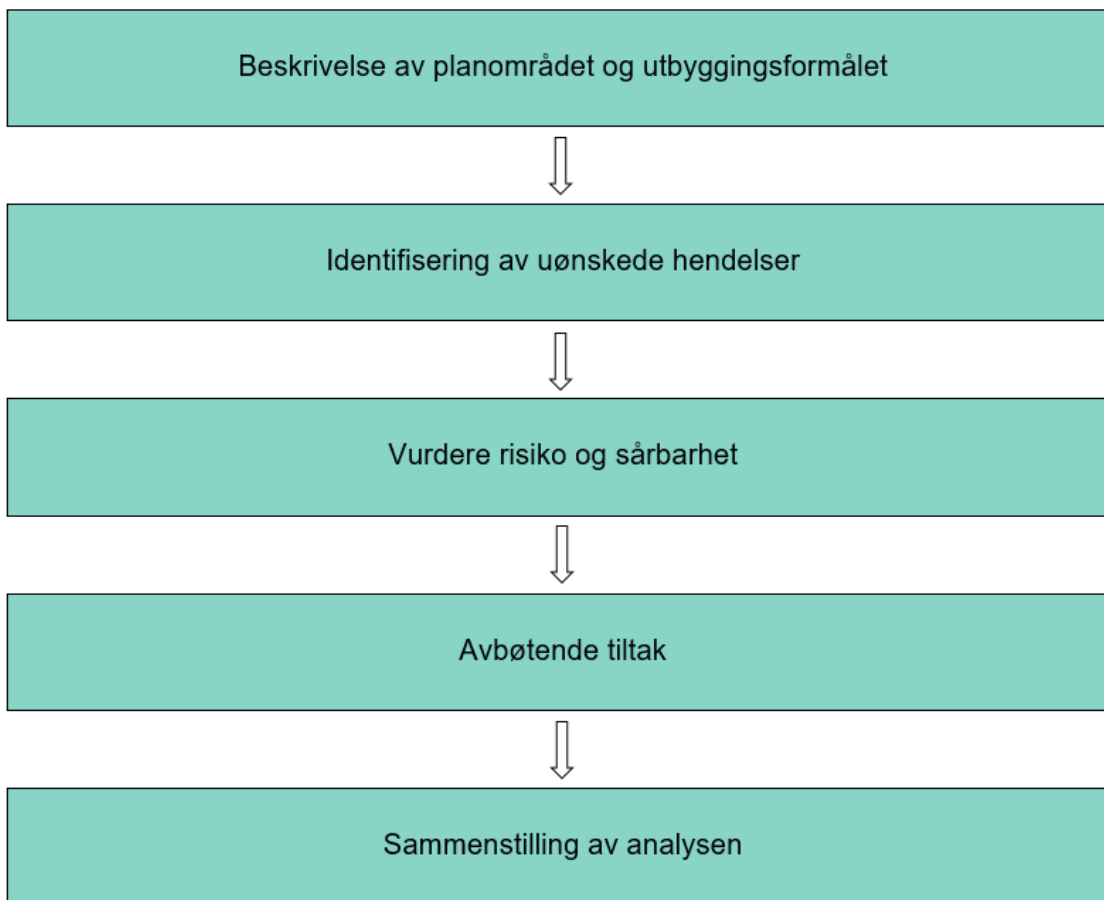 Beskrivelse av planområdet og utbyggingsformålet
Identifisering av uønskede hendelser
Vurdere risiko og sårbarhet
Avbøtende tiltak
Sammenstilling av analysen